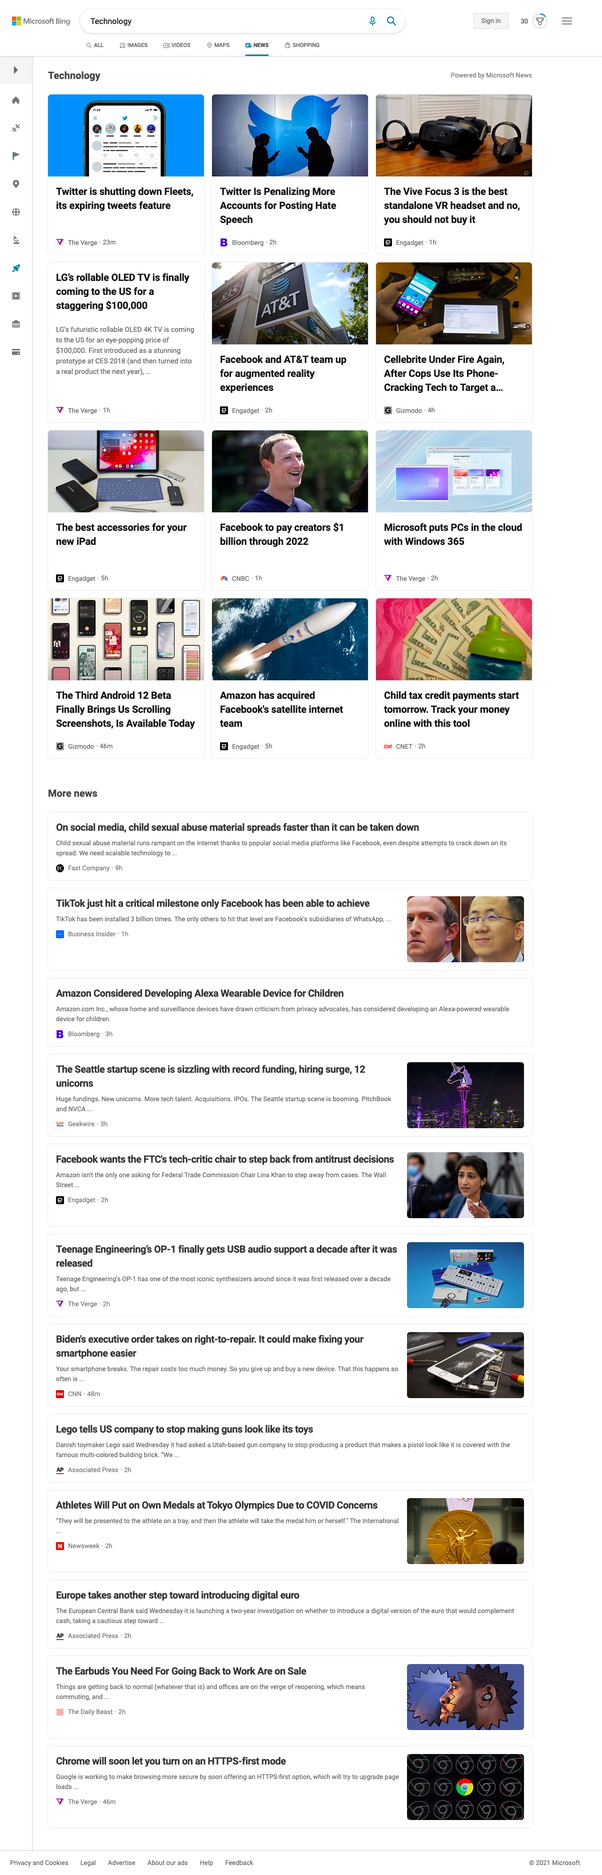 Microsoft Bing
Technology
Sign in
30
ALL
IMAGES
VIDEOS
MAPS
NEWS
SHOPPING
Technology
Powered by Microsoft News
Twitter is shutting down Fleets,
its expiring tweets feature
The Verge · 23m
Twitter Is Penalizing More
Accounts for Posting Hate
Speech
Bloomberg · 2h
The Vive Focus 3 is the best
standalone VR headset and no,
you should not buy it
Engadget · 1h
LG's rollable OLED TV is finally
coming to the US for a
staggering $100,000
LG's futuristic rollable OLED 4K TV is coming
to the US for an eye-popping price of
$100,000. First introduced as a stunning
prototype at CES 2018 (and then turned into
a real product the next year), ...
The Verge · 1h
AT&T
Facebook and AT&T team up
for augmented reality
experiences
Engadget · 2h
Cellebrite Under Fire Again,
After Cops Use Its Phone-
Cracking Tech to Target a...
Gizmodo · 4h
The best accessories for your
new iPad
Engadget · 5h
Facebook to pay creators $1
billion through 2022
CNBC · 1h
Microsoft puts PCs in the cloud
with Windows 365
The Verge · 2h
The Third Android 12 Beta
Finally Brings Us Scrolling
Screenshots, Is Available Today
Gizmodo · 46m
Amazon has acquired
Facebook's satellite internet
team
Engadget · 5h
Child tax credit payments start
tomorrow. Track your money
online with this tool
CNET · 2h
More news
On social media, child sexual abuse material spreads faster than it can be taken down
Child sexual abuse material runs rampant on the internet thanks to popular social media platforms like Facebook, even despite attempts to crack down on its
spread. We need scalable technology to ...
Fast Company · 9h
TikTok just hit a critical milestone only Facebook has been able to achieve
TikTok has been installed 3 billion times. The only others to hit that level are Facebook's subsidiaries of WhatsApp, ...
Business Insider · 1h
Amazon Considered Developing Alexa Wearable Device for Children
Amazon.com Inc., whose home and surveillance devices have drawn criticism from privacy advocates, has considered developing an Alexa-powered wearable
device for children.
Bloomberg · 3h
The Seattle startup scene is sizzling with record funding, hiring surge, 12
unicorns
Huge fundings. New unicorns. More tech talent. Acquisitions. IPOs. The Seattle startup scene is booming. PitchBook
and NVCA ...
Geekwire · 3h
Facebook wants the FTC's tech-critic chair to step back from antitrust decisions
Amazon isn't the only one asking for Federal Trade Commission Chair Lina Khan to step away from cases. The Wall
Street ...
Engadget · 2h
Teenage Engineering's OP-1 finally gets USB audio support a decade after it was
released
Teenage Engineering's OP-1 has one of the most iconic synthesizers around since it was first released over a decade
ago, but ...
The Verge · 2h
Biden's executive order takes on right-to-repair. It could make fixing your
smartphone easier
Your smartphone breaks. The repair costs too much money. So you give up and buy a new device. That this happens so
often is ...
CNN · 48m
Lego tells US company to stop making guns look like its toys
Danish toymaker Lego said Wednesday it had asked a Utah-based gun company to stop producing a product that makes a pistol look like it is covered with the
famous multi-colored building brick. "We ...
AP Associated Press · 2h
Athletes Will Put on Own Medals at Tokyo Olympics Due to COVID Concerns
"They will be presented to the athlete on a tray, and then the athlete will take the medal him or herself." The International
...
Newsweek · 2h
Europe takes another step toward introducing digital euro
The European Central Bank said Wednesday it is launching a two-year investigation on whether to introduce a digital version of the euro that would complement
cash, taking a cautious step toward ...
AP Associated Press · 2h
The Earbuds You Need For Going Back to Work Are on Sale
Things are getting back to normal (whatever that is) and offices are on the verge of reopening, which means
commuting, and ...
The Daily Beast · 2h
Chrome will soon let you turn on an HTTPS-first mode
Google is working to make browsing more secure by soon offering an HTTPS-first option, which will try to upgrade page
loads ...
The Verge · 46m
Privacy and Cookies
Legal
Advertise
About our ads
Help
Feedback
© 2021 Microsoft